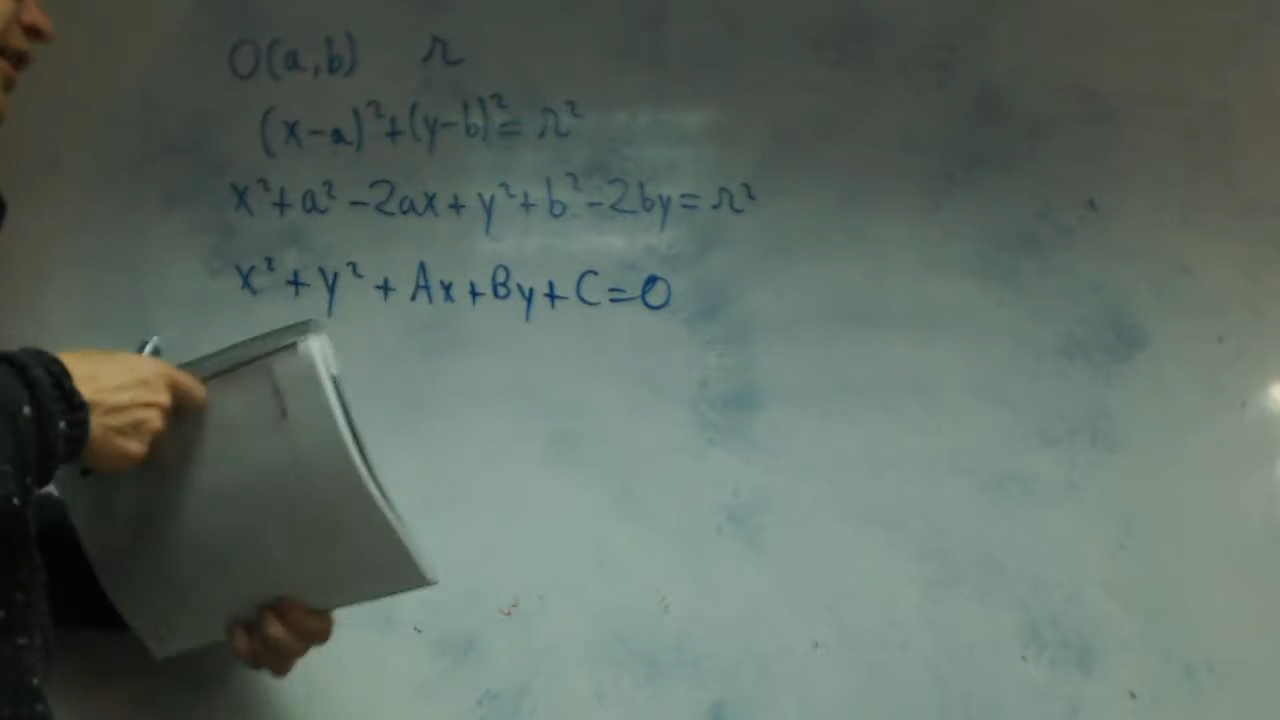 O(a,b) r
(x-a)²+(y-b)²=r²
x²+a²-2ax+y²+b²-2by=r²
x²+y²+Ax+By+C=0